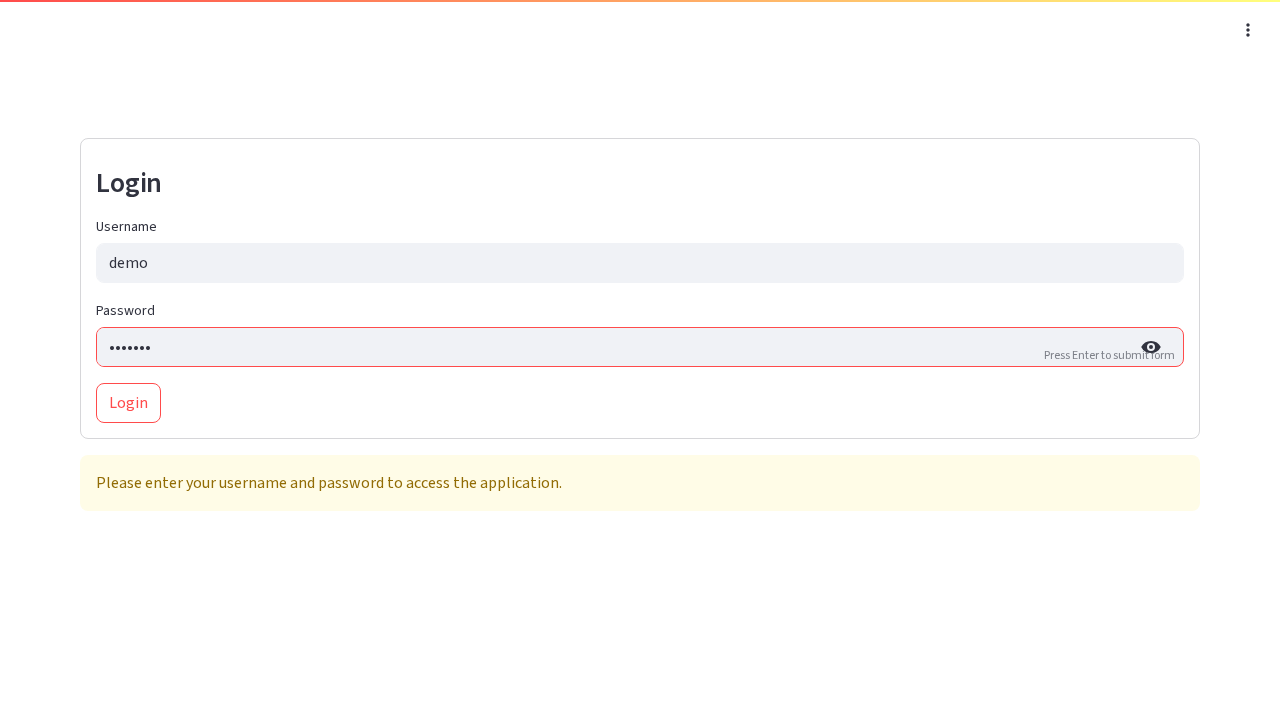 Login
Username
demo
Password
•••••••
Press Enter to submit form
Login
Please enter your username and password to access the application.